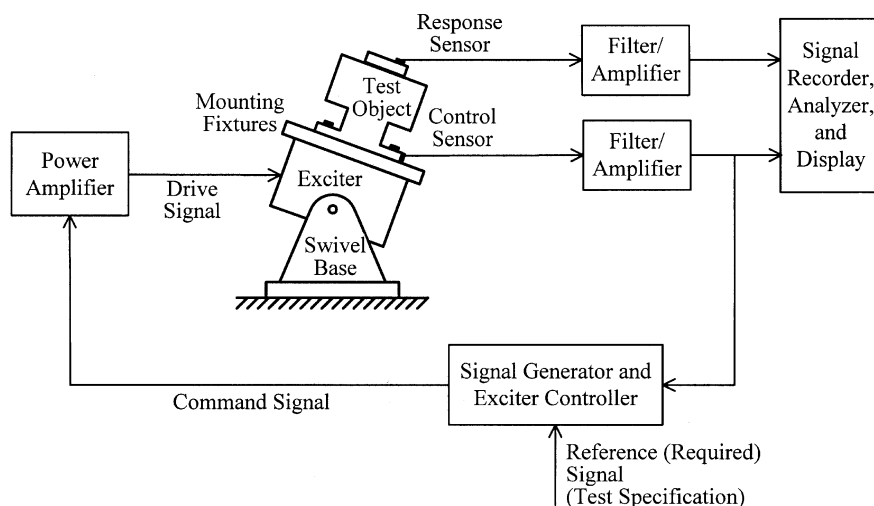 Response
Sensor
Filter/
Amplifier
Signal
Recorder,
Analyzer,
and
Display
Test
Object
Mounting
Fixtures
Control
Sensor
Filter/
Amplifier
Power
Amplifier
Drive
Signal
Exciter
Swivel
Base
Signal Generator and
Exciter Controller
Command Signal
Reference (Required)
Signal
(Test Specification)